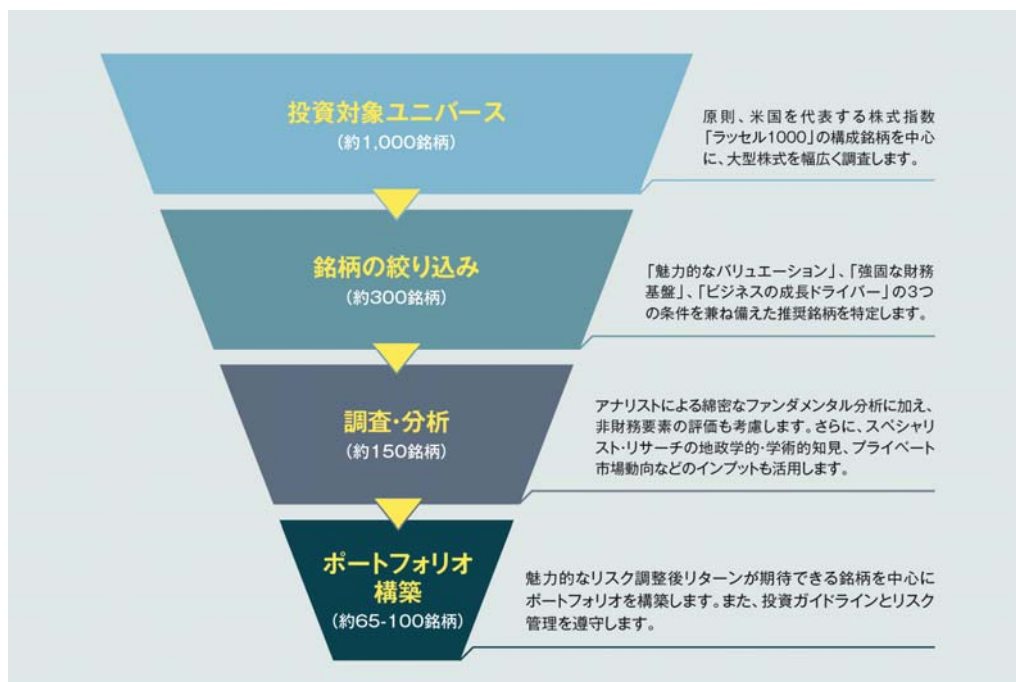 投資対象ユニバース
(約1,000銘柄)
原則、米国を代表する株式指数
「ラッセル1000」の構成銘柄を中心
に、大型株式を幅広く調査します。
銘柄の絞り込み
(約300銘柄)
「魅力的なバリュエーション」、「強固な財務
基盤」、「ビジネスの成長ドライバー」の3つ
の条件を兼ね備えた推奨銘柄を特定します。
調査・分析
(約150銘柄)
アナリストによる綿密なファンダメンタル分析に加え、
非財務要素の評価も考慮します。さらに、スペシャリ
スト・リサーチの地政学的・学術的知見、プライベート
市場動向などのインプットも活用します。
ポートフォリオ
構築
(約65-100銘柄)
魅力的なリスク調整後リターンが期待できる銘柄を中心に
ポートフォリオを構築します。また、投資ガイドラインとリスク
管理を遵守します。